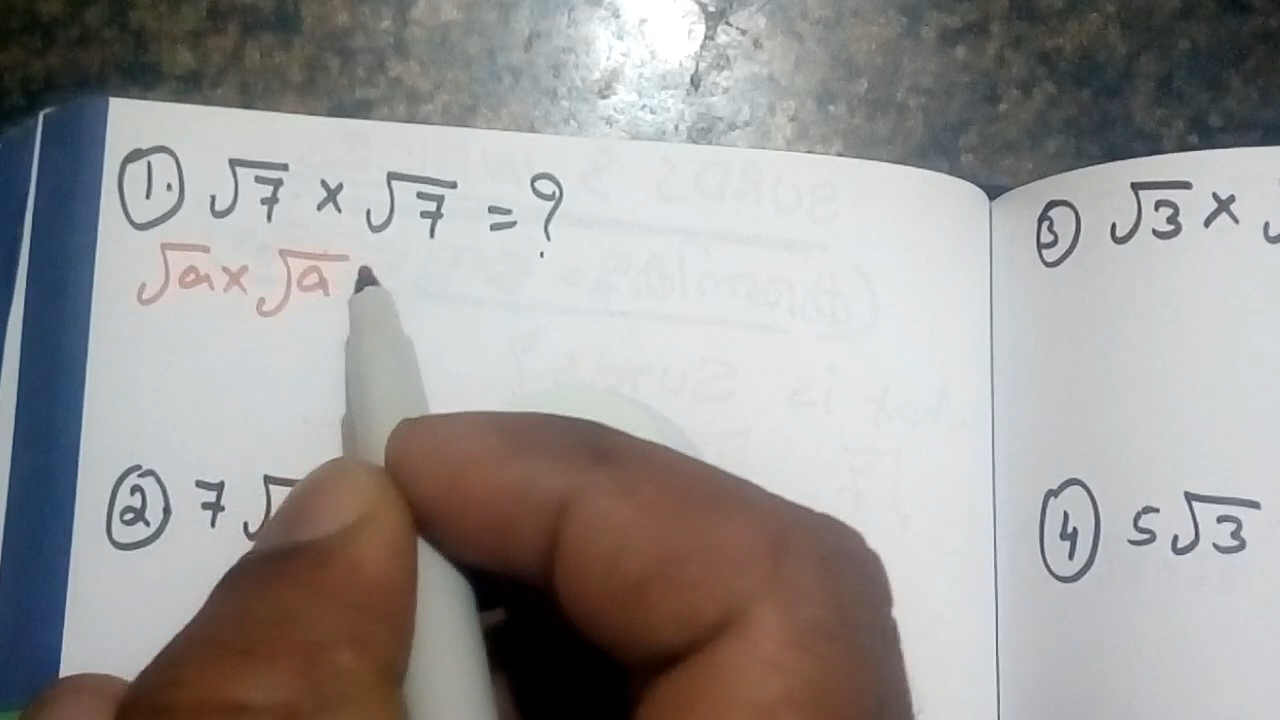 1. √7 × √7 = ?
√a × √a
2 7√
3 √3 ×
4 5√3